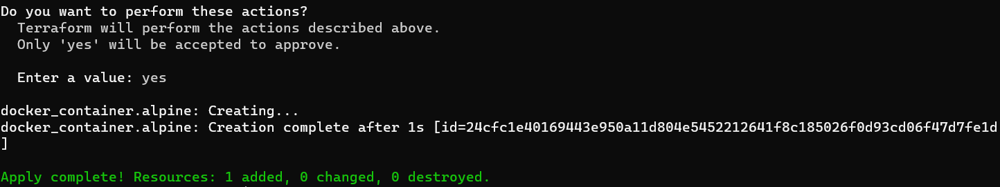 Do you want to perform these actions?
  Terraform will perform the actions described above.
  Only 'yes' will be accepted to approve.

  Enter a value: yes

docker_container.alpine: Creating...
docker_container.alpine: Creation complete after 1s [id=24cfc1e40169443e950a11d804e5452212641f8c185026f0d93cd06f47d7fe1d
]

Apply complete! Resources: 1 added, 0 changed, 0 destroyed.